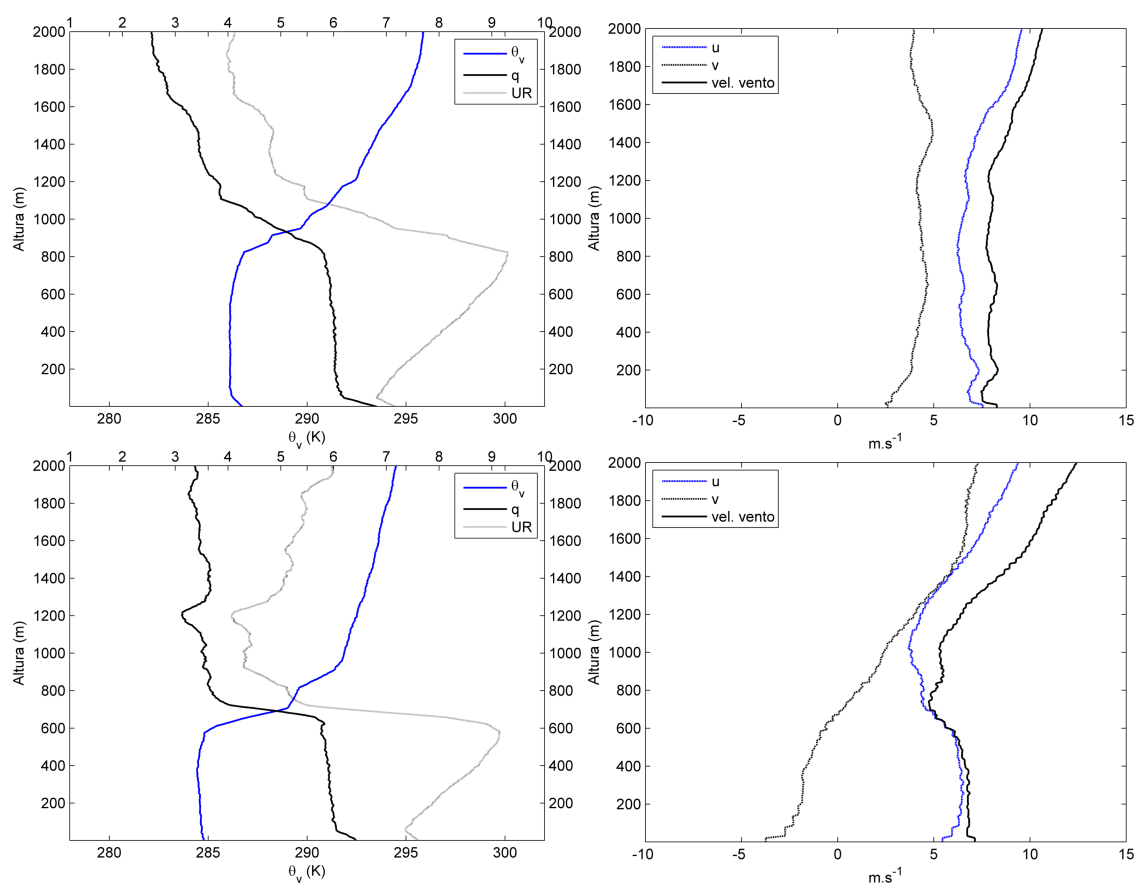 1 2 3 4 5 6 7 8 9 10
2000 2000
1800 1800
1600 1600
1400 1400
1200 1200
1000 1000
800 800
600 600
400 400
200 200
280 285 290 295 300
θv (K)
Altura (m)
θv
q
UR
2000
1800
1600
1400
1200
1000
800
600
400
200
-10 -5 0 5 10 15
m.s-1
Altura (m)
u
v
vel. vento
1 2 3 4 5 6 7 8 9 10
2000 2000
1800 1800
1600 1600
1400 1400
1200 1200
1000 1000
800 800
600 600
400 400
200 200
280 285 290 295 300
θv (K)
Altura (m)
θv
q
UR
2000
1800
1600
1400
1200
1000
800
600
400
200
-10 -5 0 5 10 15
m.s-1
Altura (m)
u
v
vel. vento